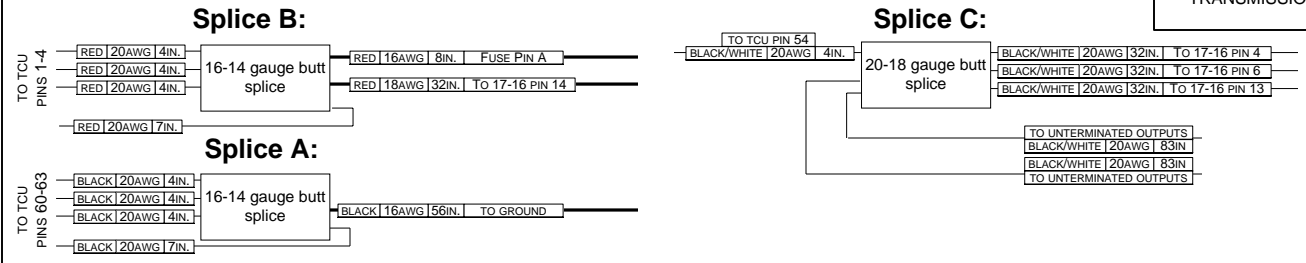 TRANSMISSIO
Splice B:
TO TCU
PINS 1-4
RED 20AWG 4IN.
RED 20AWG 4IN.
RED 20AWG 4IN.
RED 20AWG 7IN.
16-14 gauge butt
splice
RED 16AWG 8IN. FUSE PIN A
RED 18AWG 32IN. TO 17-16 PIN 14
Splice A:
TO TCU
PINS 60-63
BLACK 20AWG 4IN.
BLACK 20AWG 4IN.
BLACK 20AWG 4IN.
BLACK 20AWG 7IN.
16-14 gauge butt
splice
BLACK 16AWG 56IN. TO GROUND
Splice C:
TO TCU PIN 54
BLACK/WHITE 20AWG 4IN.
20-18 gauge butt
splice
BLACK/WHITE 20AWG 32IN. TO 17-16 PIN 4
BLACK/WHITE 20AWG 32IN. TO 17-16 PIN 6
BLACK/WHITE 20AWG 32IN. TO 17-16 PIN 13
TO UNTERMINATED OUTPUTS
BLACK/WHITE 20AWG 83IN
BLACK/WHITE 20AWG 83IN
TO UNTERMINATED OUTPUTS